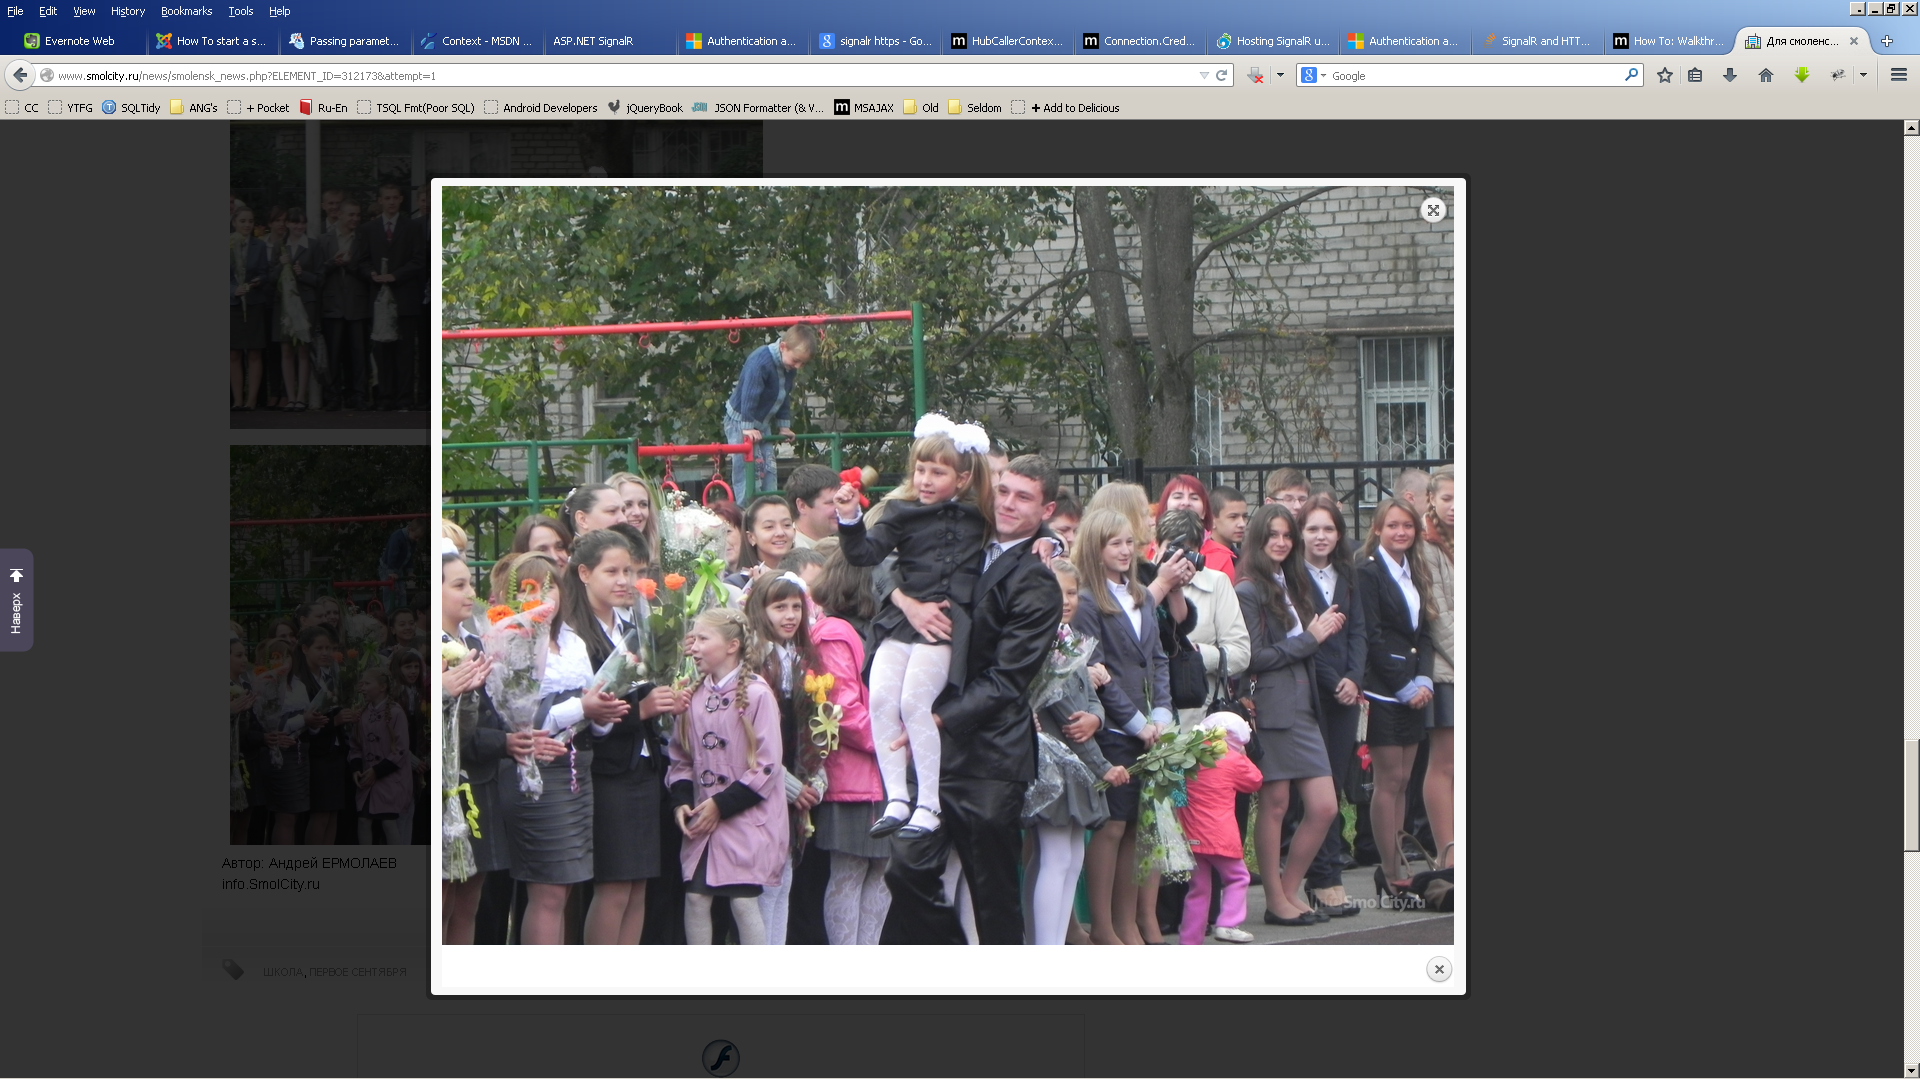 File Edit View History Bookmarks Tools Help
Evernote Web How To start a s... Passing paramet... Context - MSDN ... ASP.NET SignalR Authentication a... signalr https - Go... HubCallerContex... Connection.Cred... Hosting SignalR u... Authentication a... SignalR and HTT... How To: Walkthr... Для смоленс...
www.smolcity.ru/news/smolensk_news.php?ELEMENT_ID=312173&attempt=1 Google
CC YTFG SQLTidy ANG's + Pocket Ru-En TSQL Fmt(Poor SQL) Android Developers jQueryBook JSON Formatter (& V... MSAJAX Old Seldom + Add to Delicious
Наверх
SmolCity.ru
Автор: Андрей ЕРМОЛАЕВ
info.SmolCity.ru
ШКОЛА, ПЕРВОЕ СЕНТЯБРЯ